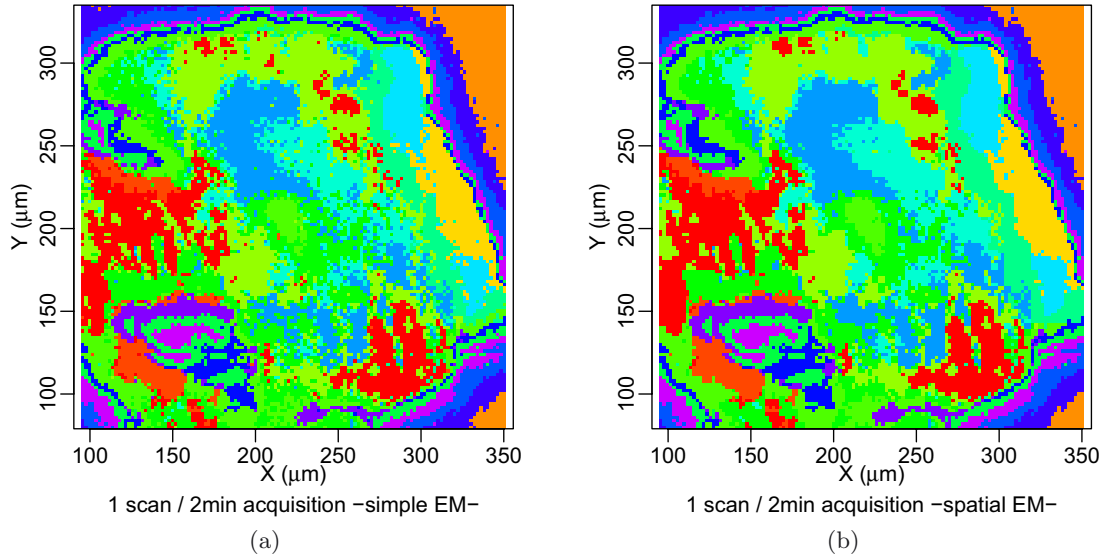 300
250
200
150
100
Y (μm)
100 150 200 250 300 350
X (μm)
1 scan / 2min acquisition −simple EM−
(a)
300
250
200
150
100
Y (μm)
100 150 200 250 300 350
X (μm)
1 scan / 2min acquisition −spatial EM−
(b)